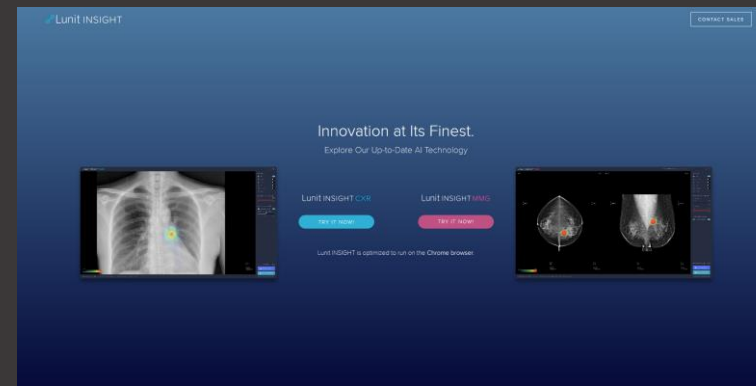 Lunit INSIGHT
CONTACT SALES
Innovation at Its Finest.
Explore Our Up-to-Date AI Technology
Lunit INSIGHT CXR
Lunit INSIGHT MMG
TRY IT NOW!
TRY IT NOW!
Lunit INSIGHT is optimized to run on the Chrome browser.